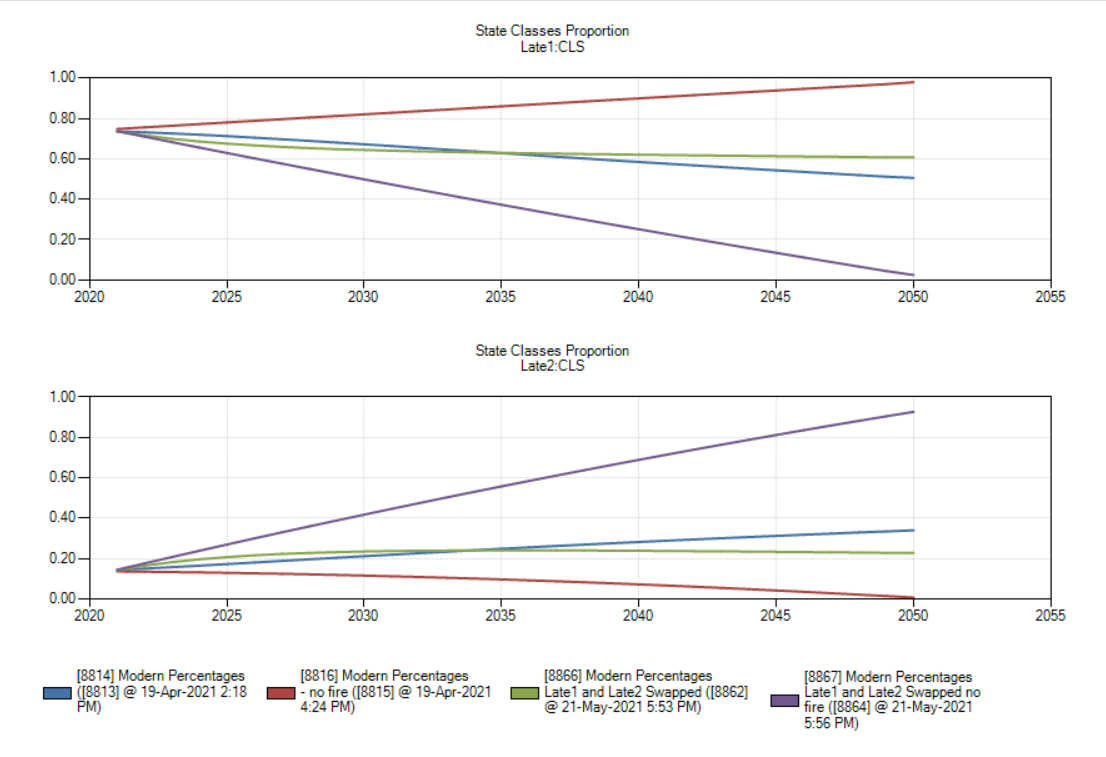 State Classes Proportion
Late1:CLS
1.00
0.80
0.60
0.40
0.20
0.00
2020 2025 2030 2035 2040 2045 2050 2055
State Classes Proportion
Late2:CLS
1.00
0.80
0.60
0.40
0.20
0.00
2020 2025 2030 2035 2040 2045 2050 2055
[8814] Modern Percentages
([8813] @ 19-Apr-2021 2:18
PM)
[8816] Modern Percentages
- no fire ([8815] @ 19-Apr-2021
4:24 PM)
[8866] Modern Percentages
Late1 and Late2 Swapped ([8862]
@ 21-May-2021 5:53 PM)
[8867] Modern Percentages
Late1 and Late2 Swapped no
fire ([8864] @ 21-May-2021
5:56 PM)